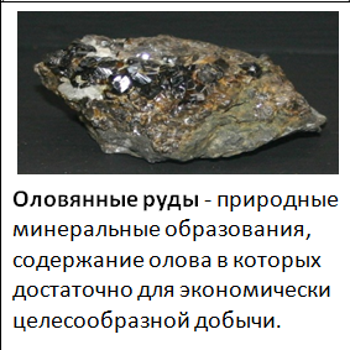 Оловянные руды - природные
минеральные образования,
содержание олова в которых
достаточно для экономически
целесообразной добычи.